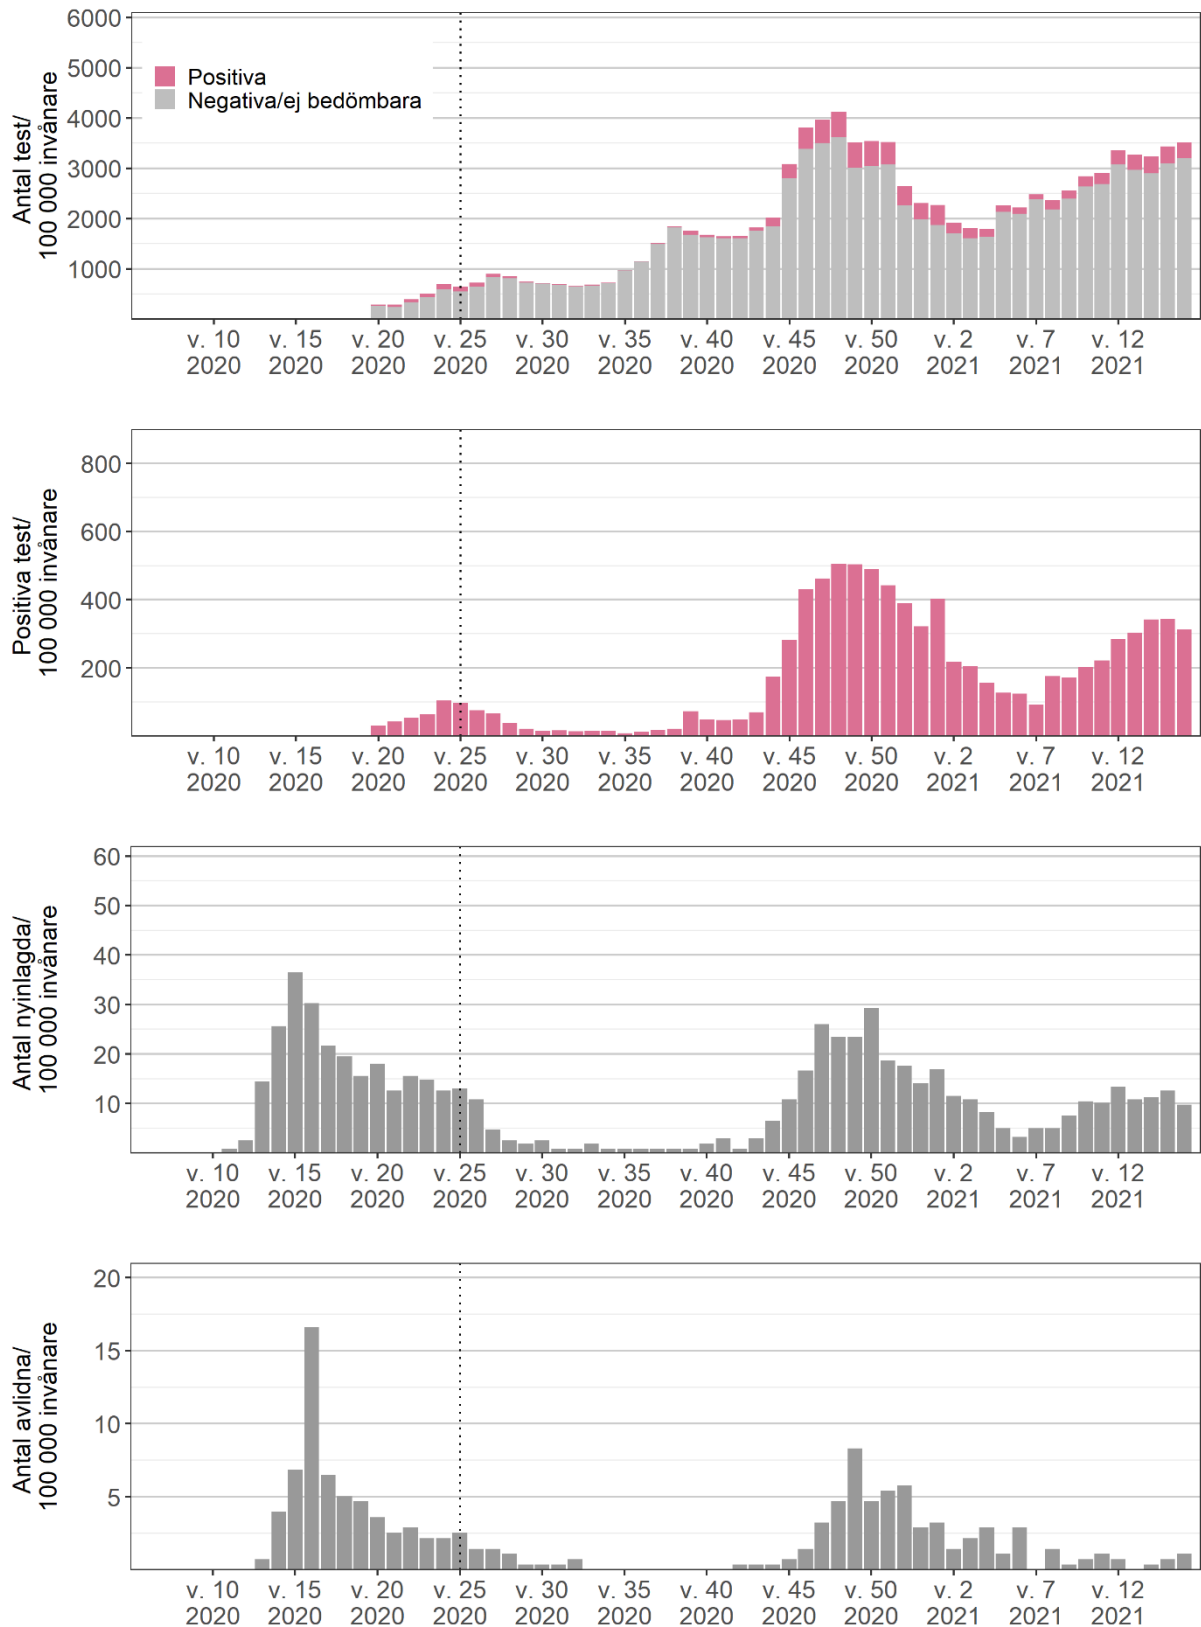 Antal test/
100 000 invånare
6000
5000
4000
3000
2000
1000
Positiva
Negativa/ej bedömbara
v. 10 v. 15 v. 20 v. 25 v. 30 v. 35 v. 40 v. 45 v. 50 v. 2 v. 7 v. 12
2020 2020 2020 2020 2020 2020 2020 2020 2020 2021 2021 2021
Positiva test/
100 000 invånare
800
600
400
200
v. 10 v. 15 v. 20 v. 25 v. 30 v. 35 v. 40 v. 45 v. 50 v. 2 v. 7 v. 12
2020 2020 2020 2020 2020 2020 2020 2020 2020 2021 2021 2021
Antal nyinlagda/
100 000 invånare
60
50
40
30
20
10
v. 10 v. 15 v. 20 v. 25 v. 30 v. 35 v. 40 v. 45 v. 50 v. 2 v. 7 v. 12
2020 2020 2020 2020 2020 2020 2020 2020 2020 2021 2021 2021
Antal avlidna/
100 000 invånare
20
15
10
5
v. 10 v. 15 v. 20 v. 25 v. 30 v. 35 v. 40 v. 45 v. 50 v. 2 v. 7 v. 12
2020 2020 2020 2020 2020 2020 2020 2020 2020 2021 2021 2021